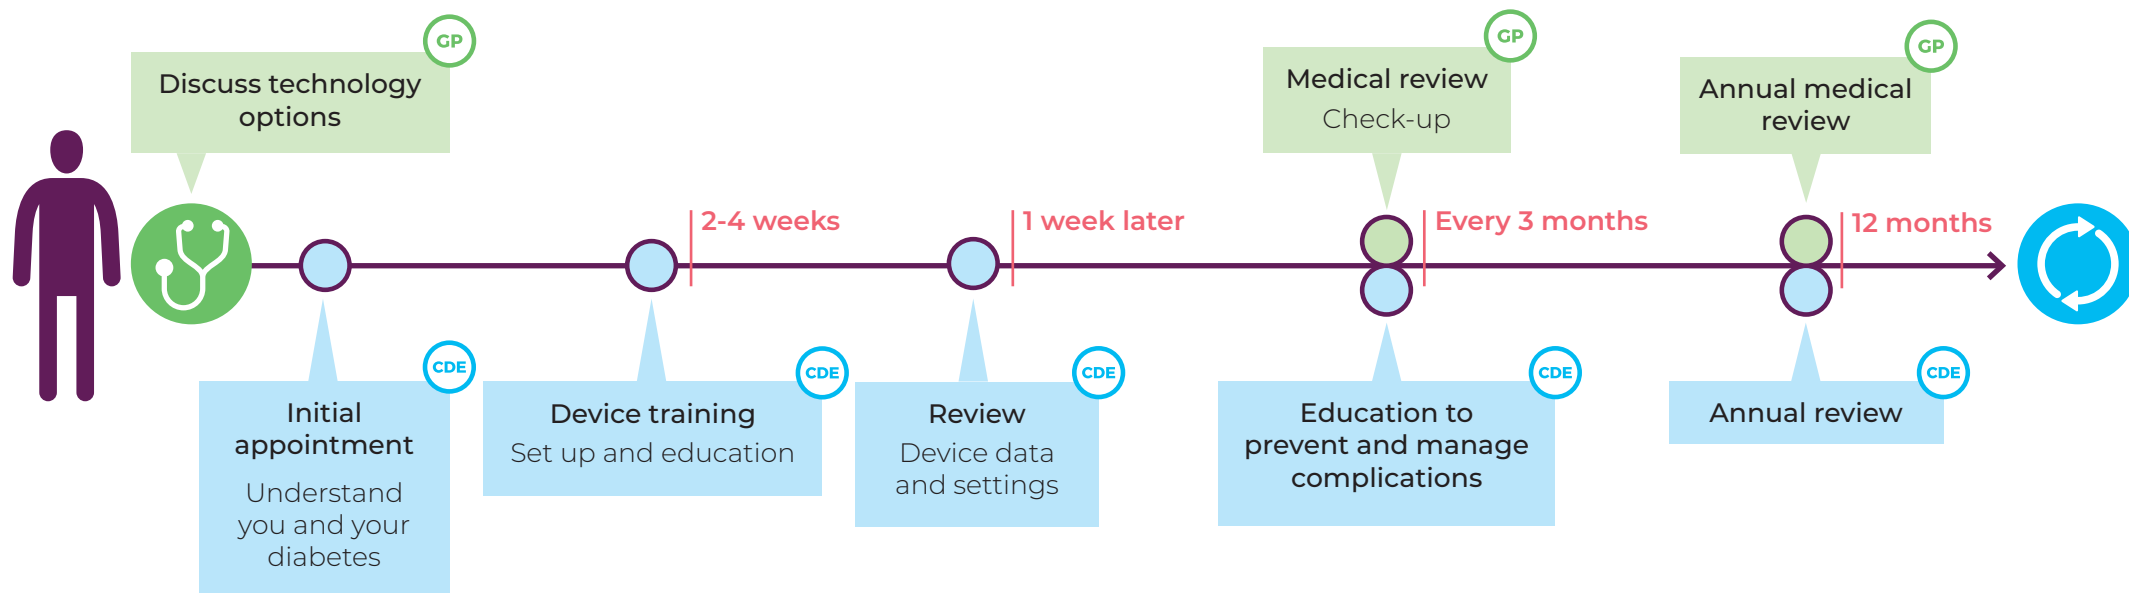 GP
Discuss technology
options
GP
Medical review
Check-up
GP
Annual medical
review
2-4 weeks
1 week later
Every 3 months
12 months
CDE
Initial
appointment
Understand
you and your
diabetes
CDE
Device training
Set up and education
CDE
Review
Device data
and settings
CDE
Education to
prevent and manage
complications
CDE
Annual review